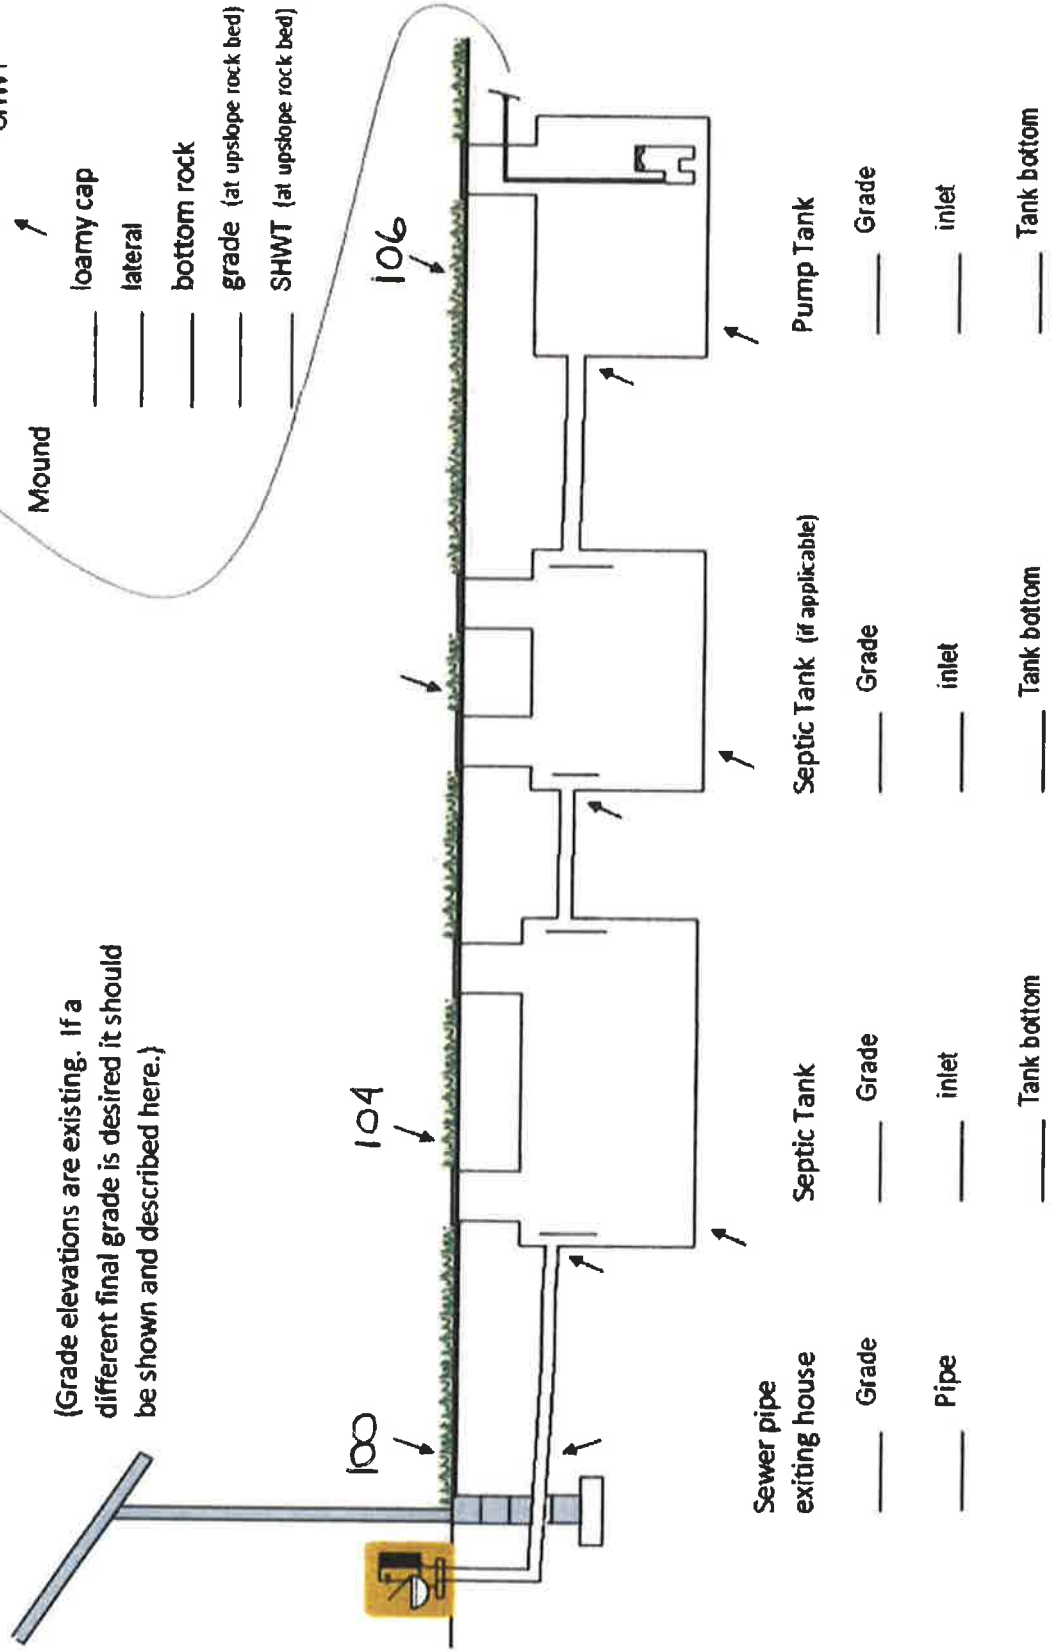 SHWT
Mound
loamy cap
lateral
bottom rock
grade (at upslope rock bed)
SHWT (at upslope rock bed)
(Grade elevations are existing. If a
different final grade is desired it should
be shown and described here.)
100
104
106
Sewer pipe
exiting house
Grade
Pipe
Septic Tank
Grade
inlet
Tank bottom
Septic Tank (if applicable)
Grade
inlet
Tank bottom
Pump Tank
Grade
inlet
Tank bottom